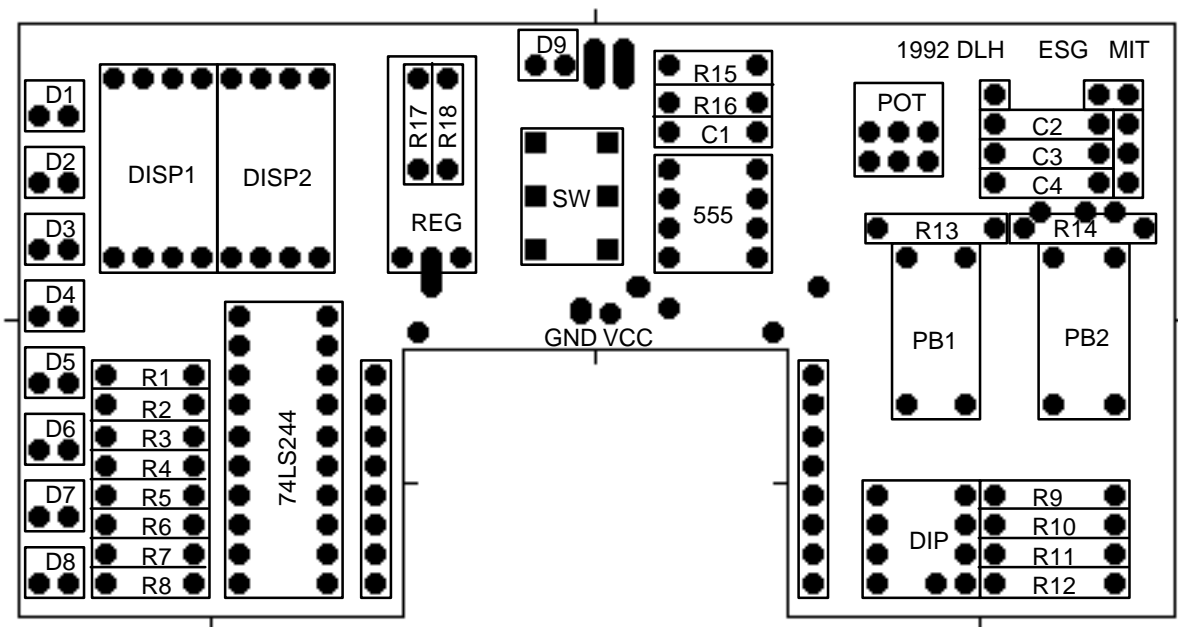 1992 DLH ESG MIT
D9
R15
R16
C1
POT
C2
C3
C4
D1
D2
D3
D4
D5
D6
D7
D8
DISP1
DISP2
R17
R18
REG
SW
555
R13
R14
GND VCC
PB1
PB2
R1
R2
R3
R4
R5
R6
R7
R8
74LS244
DIP
R9
R10
R11
R12